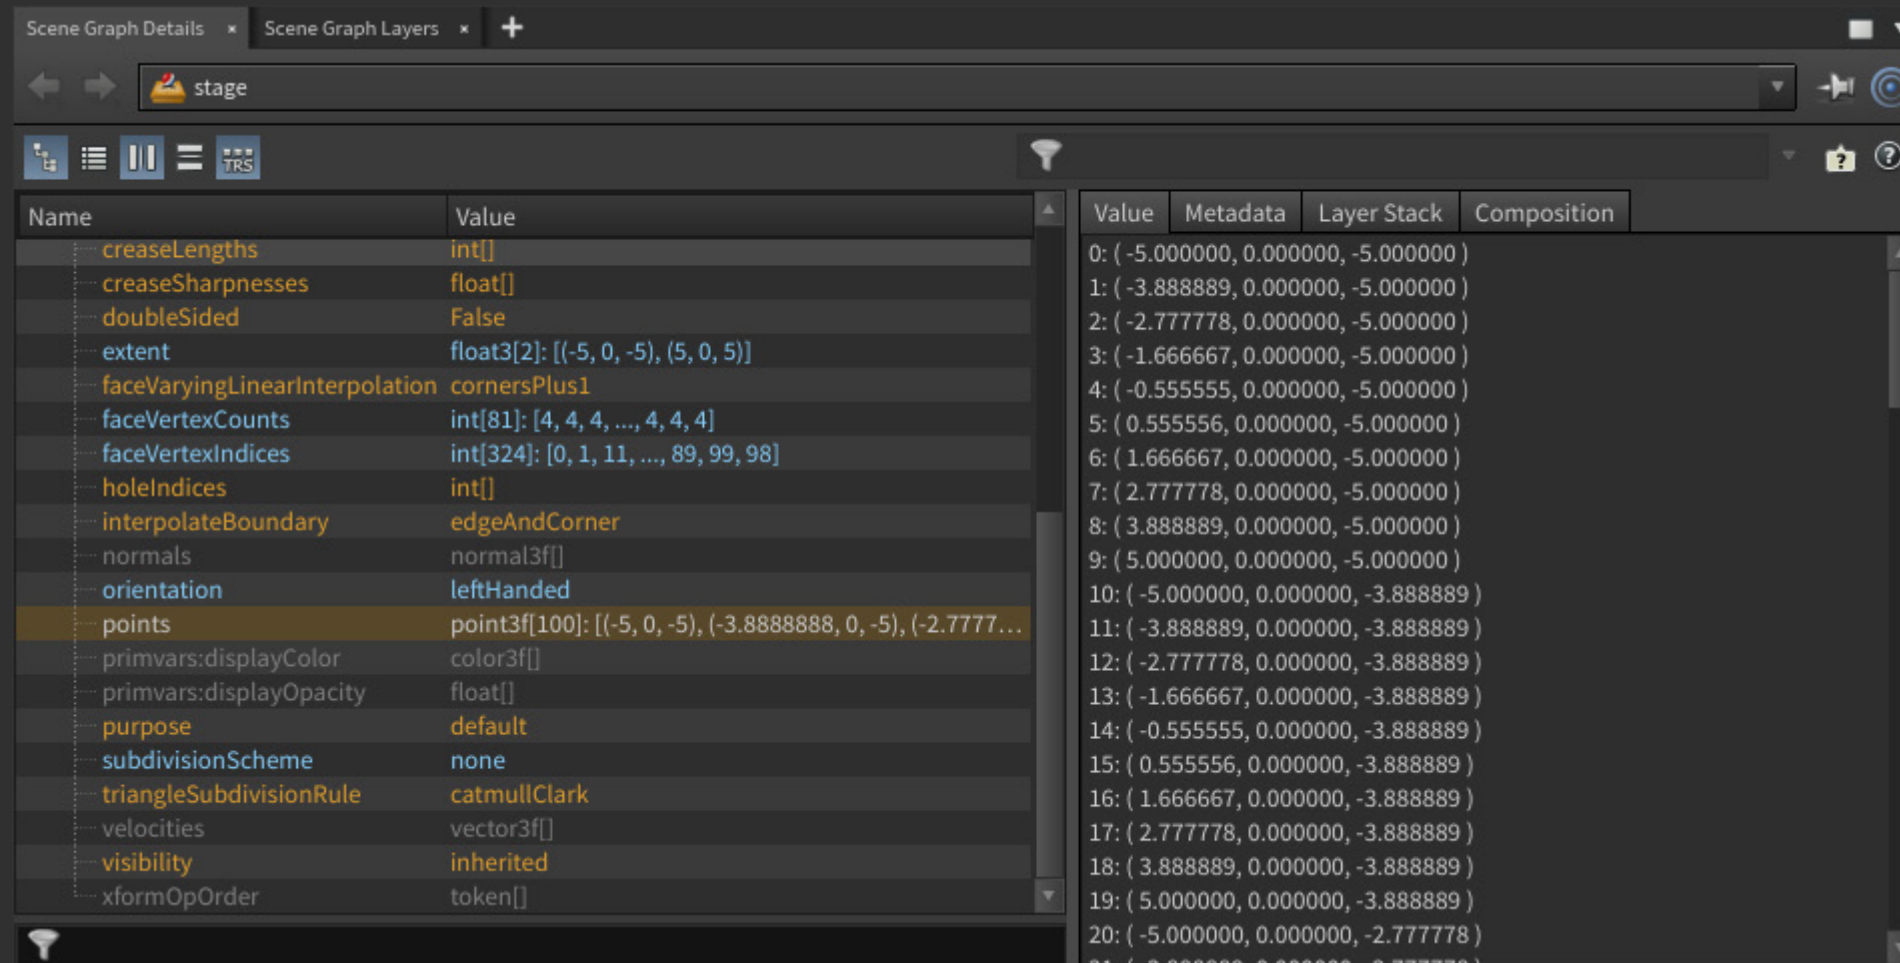 Scene Graph Details × Scene Graph Layers × +
stage
TRS
Name Value
creaseLengths int[]
creaseSharpnesses float[]
doubleSided False
extent float3[2]: [(-5, 0, -5), (5, 0, 5)]
faceVaryingLinearInterpolation cornersPlus1
faceVertexCounts int[81]: [4, 4, 4, ..., 4, 4, 4]
faceVertexIndices int[324]: [0, 1, 11, ..., 89, 99, 98]
holeIndices int[]
interpolateBoundary edgeAndCorner
normals normal3f[]
orientation leftHanded
points point3f[100]: [(-5, 0, -5), (-3.8888888, 0, -5), (-2.7777...
primvars:displayColor color3f[]
primvars:displayOpacity float[]
purpose default
subdivisionScheme none
triangleSubdivisionRule catmullClark
velocities vector3f[]
visibility inherited
xformOpOrder token[]
Value Metadata Layer Stack Composition
0: ( -5.000000, 0.000000, -5.000000 )
1: ( -3.888889, 0.000000, -5.000000 )
2: ( -2.777778, 0.000000, -5.000000 )
3: ( -1.666667, 0.000000, -5.000000 )
4: ( -0.555555, 0.000000, -5.000000 )
5: ( 0.555556, 0.000000, -5.000000 )
6: ( 1.666667, 0.000000, -5.000000 )
7: ( 2.777778, 0.000000, -5.000000 )
8: ( 3.888889, 0.000000, -5.000000 )
9: ( 5.000000, 0.000000, -5.000000 )
10: ( -5.000000, 0.000000, -3.888889 )
11: ( -3.888889, 0.000000, -3.888889 )
12: ( -2.777778, 0.000000, -3.888889 )
13: ( -1.666667, 0.000000, -3.888889 )
14: ( -0.555555, 0.000000, -3.888889 )
15: ( 0.555556, 0.000000, -3.888889 )
16: ( 1.666667, 0.000000, -3.888889 )
17: ( 2.777778, 0.000000, -3.888889 )
18: ( 3.888889, 0.000000, -3.888889 )
19: ( 5.000000, 0.000000, -3.888889 )
20: ( -5.000000, 0.000000, -2.777778 )